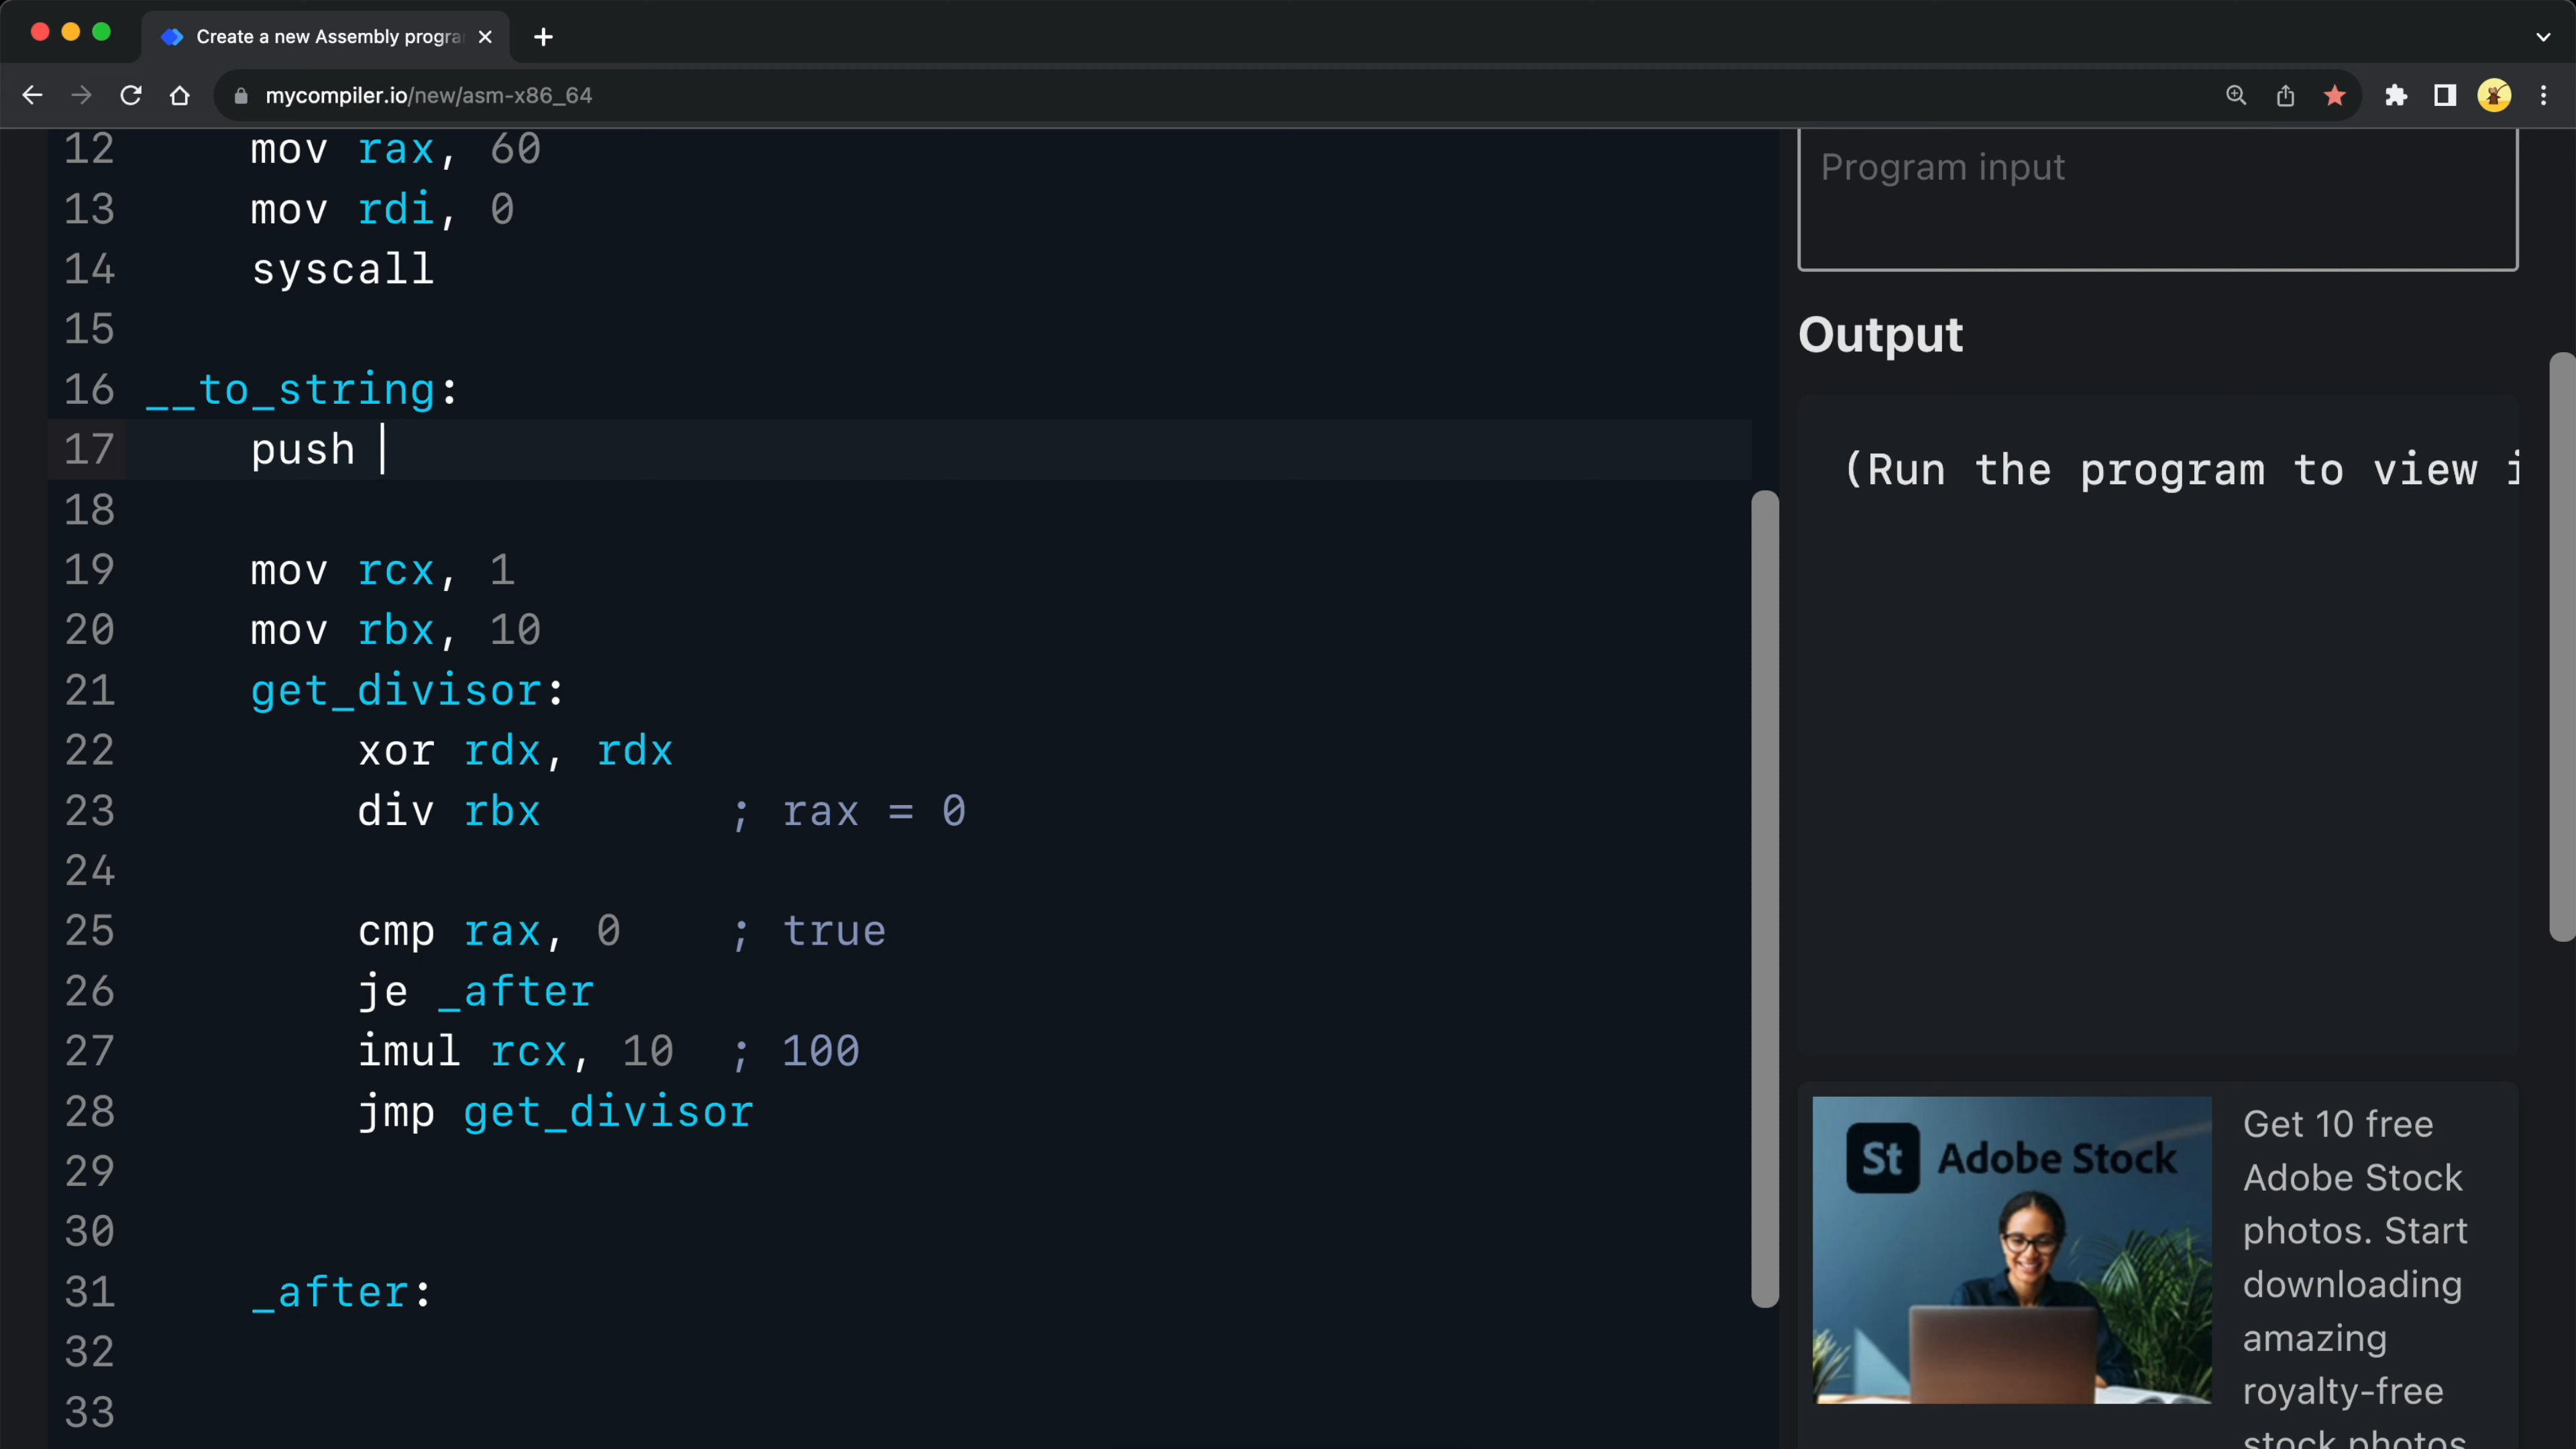 Create a new Assembly progra
mycompiler.io/new/asm-x86_64
12 mov rax, 60
13 mov rdi, 0
14 syscall
15
16 __to_string:
17 push
18
19 mov rcx, 1
20 mov rbx, 10
21 get_divisor:
22 xor rdx, rdx
23 div rbx ; rax = 0
24
25 cmp rax, 0 ; true
26 je _after
27 imul rcx, 10 ; 100
28 jmp get_divisor
29
30
31 _after:
32
33
Program input
Output
(Run the program to view i
St Adobe Stock
Get 10 free
Adobe Stock
photos. Start
downloading
amazing
royalty-free
stock photos